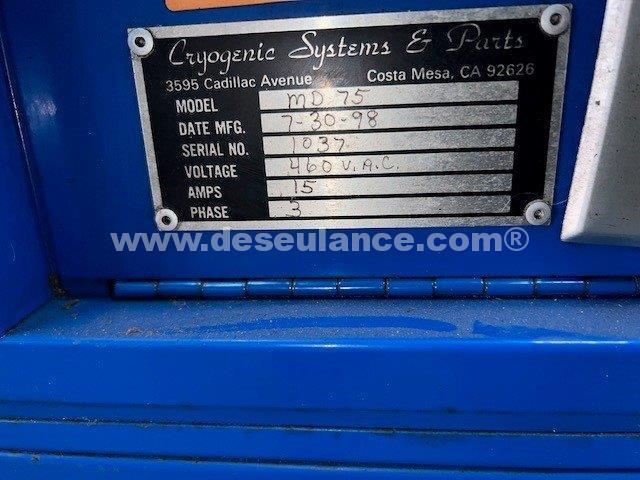 Cryogenic Systems & Parts
3595 Cadillac Avenue Costa Mesa, CA 92626
MODEL MD 75
DATE MFG. 7-30-98
SERIAL NO. 1037
VOLTAGE 460 V.A.C.
AMPS 15
PHASE 3
www.deseulance.com®